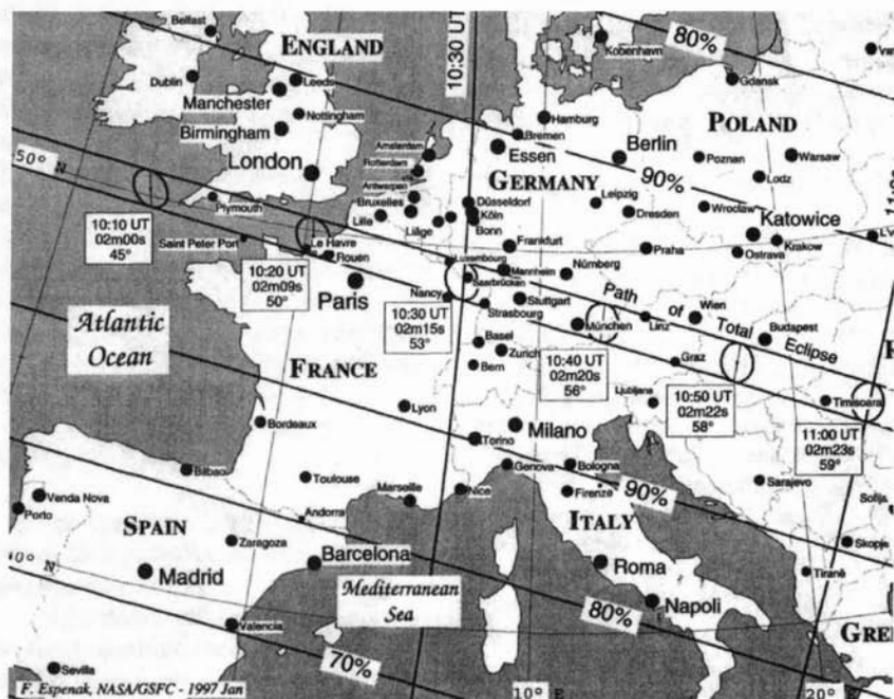 Belfast
ENGLAND
10:30 UT
80%
Kobenhavn
Dublin
Leeds
Gdansk
Manchester
Nottingham
Hamburg
Birmingham
Bremen
POLAND
Amsterdam
Essen
Berlin
Poznan
Warsaw
London
Rotterdam
GERMANY
90%
Lodz
50° N
Antwerpen
Düsseldorf
Leipzig
Plymouth
Bruxelles
Köln
Dresden
Wroclaw
Katowice
Lille
Liège
Bonn
Krakow
10:10 UT
02m00s
45°
Saint Peter Port
Le Havre
Rouen
Frankfurt
Praha
Ostrava
10:20 UT
02m09s
50°
Luxembourg
Mannheim
Nürnberg
Saarbrücken
Paris
Nancy
Stuttgart
Strasbourg
Path of Total Eclipse
Wien
10:30 UT
02m15s
53°
München
Linz
Budapest
Atlantic
Ocean
Basel
Zurich
Bern
10:40 UT
02m20s
56°
Graz
FRANCE
Ljubljana
10:50 UT
02m22s
58°
Timisoara
Lyon
11:00 UT
02m23s
59°
Bordeaux
Milano
Torino
Bilbao
Genova
Bologna
Toulouse
Marseille
Nice
Firenze
90%
Sarajevo
Sofija
Venda Nova
Porto
Andorra
SPAIN
ITALY
Zaragoza
Skopje
Barcelona
Madrid
Roma
Tiranë
Mediterranean
Sea
Napoli
80%
Valencia
70%
Sevilla
10° E
20°
F. Espenak, NASA/GSFC - 1997 Jan